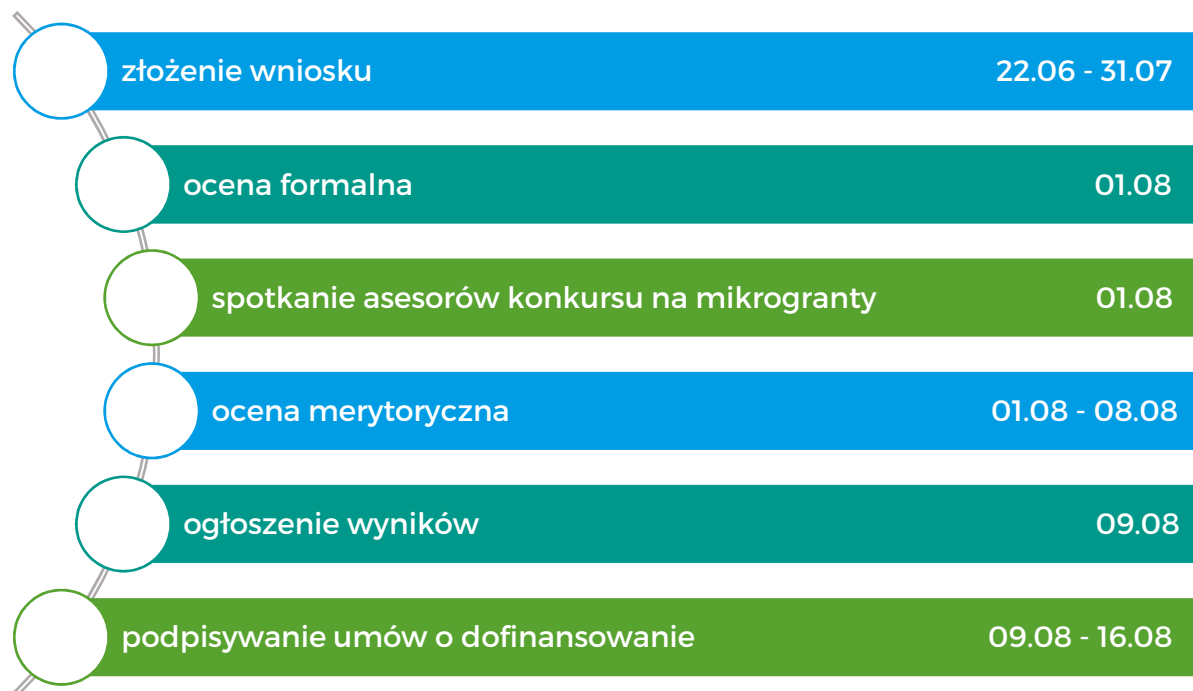 złożenie wniosku 22.06 - 31.07
ocena formalna 01.08
spotkanie asesorów konkursu na mikrogranty 01.08
ocena merytoryczna 01.08 - 08.08
ogłoszenie wyników 09.08
podpisywanie umów o dofinansowanie 09.08 - 16.08